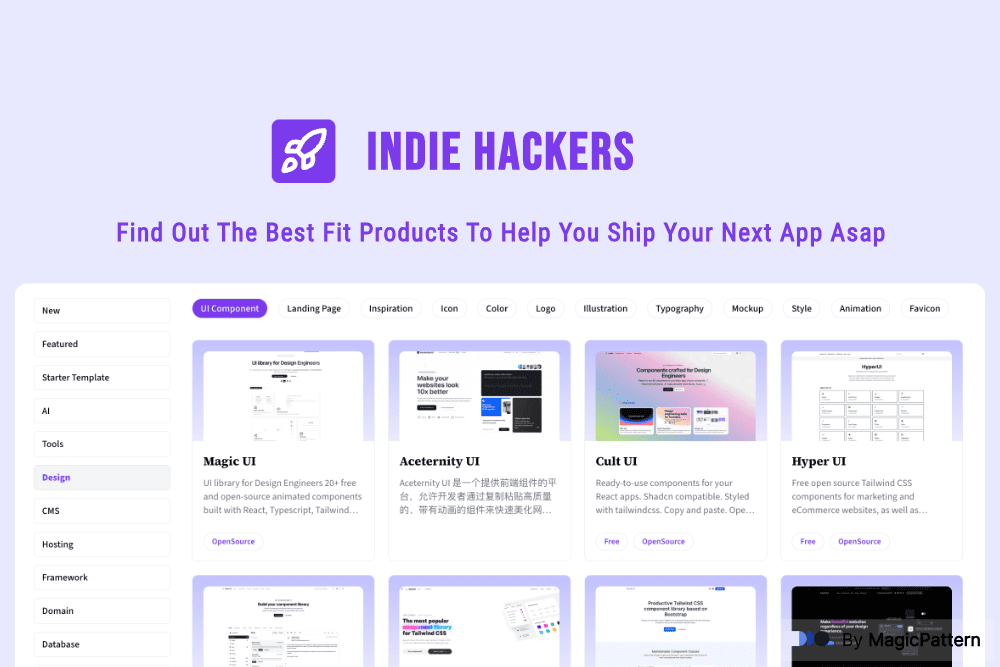 INDIE HACKERS
Find Out The Best Fit Products To Help You Ship Your Next App Asap
New
Featured
Starter Template
AI
Tools
Design
CMS
Hosting
Framework
Domain
Database
UI Component
Landing Page
Inspiration
Icon
Color
Logo
Illustration
Typography
Mockup
Style
Animation
Favicon
UI library for Design Engineers
Magic UI
UI library for Design Engineers 20+ free
and open-source animated components
built with React, Typescript, Tailwind…
OpenSource
Make your
websites look
10x better
Aceternity UI
Aceternity UI 是一个提供前端组件的平
台，允许开发者通过复制粘贴高质量
的、带有动画的组件来快速美化网…
Components crafted for Design
Engineers
Cult UI
Ready-to-use components for your
React apps. Shadcn compatible. Styled
with tailwindcss. Copy and paste. Ope…
Free
OpenSource
HyperUI
Hyper UI
Free open source Tailwind CSS
components for marketing and
eCommerce websites, as well as…
Free
OpenSource
Build your component library
The most popular
for Tailwind CSS
Productive Tailwind CSS
component library based on
Bootstrap
Make beautiful websites
regardless of your design
experience.
By MagicPattern